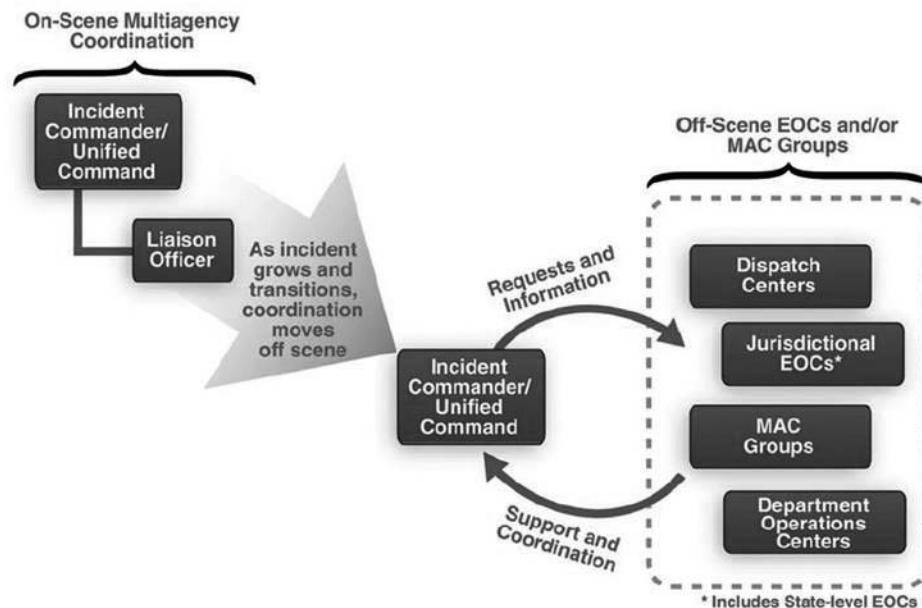 On-Scene Multiagency
Coordination
Incident
Commander/
Unified
Command
Liaison
Officer
As incident
grows and
transitions,
coordination
moves
off scene
Incident
Commander/
Unified
Command
Requests and
Information
Support and
Coordination
Off-Scene EOCs and/or
MAC Groups
Dispatch
Centers
Jurisdictional
EOCs*
MAC
Groups
Department
Operations
Centers
* Includes State-level EOCs